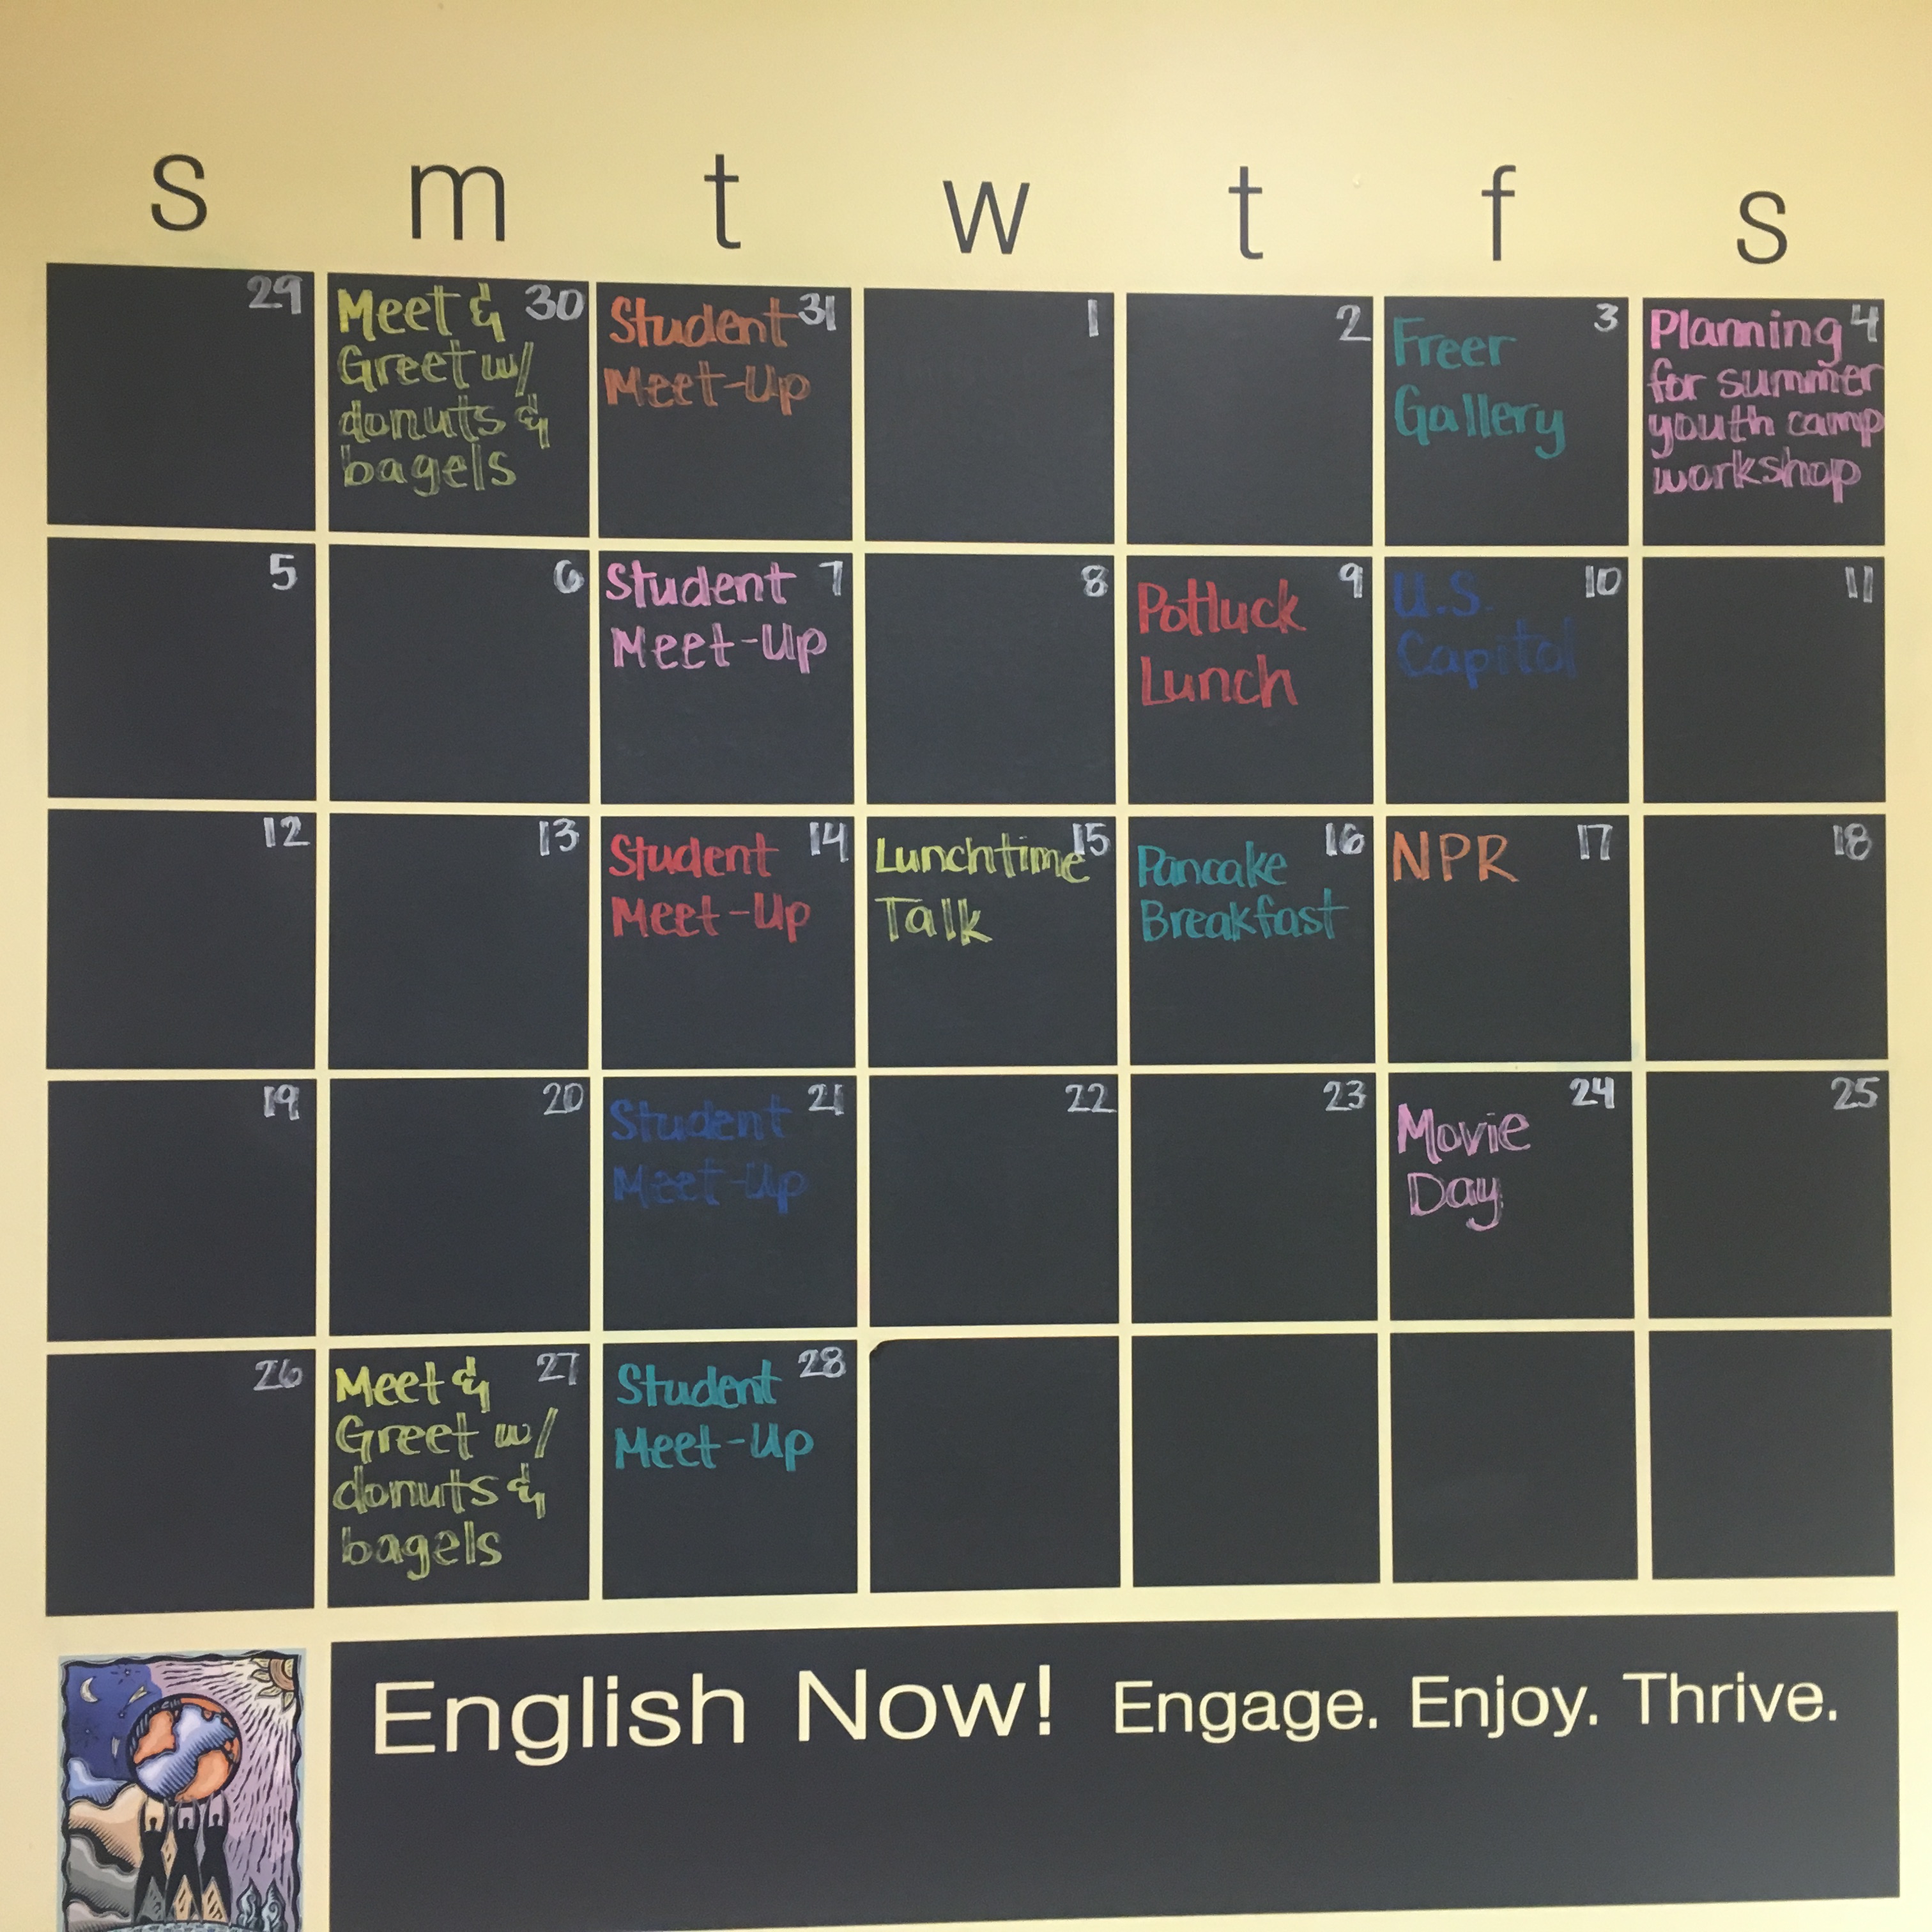 s m t w t f s
29
Meet & 30
Greet w/
donuts &
bagels
Student 31
Meet-Up
1
2
3
Freer
Gallery
Planning 4
for summer
youth camp
workshop
5
6
Student 7
Meet-Up
8
9
Potluck
Lunch
U.S. 10
Capitol
11
12
13
Student 14
Meet-Up
Lunchtime 15
Talk
16
Pancake
Breakfast
NPR 17
18
19
20
Student 21
Meet-Up
22
23
24
Movie
Day
25
26
Meet & 27
Greet w/
donuts &
bagels
Student 28
Meet-Up
English Now! Engage. Enjoy. Thrive.